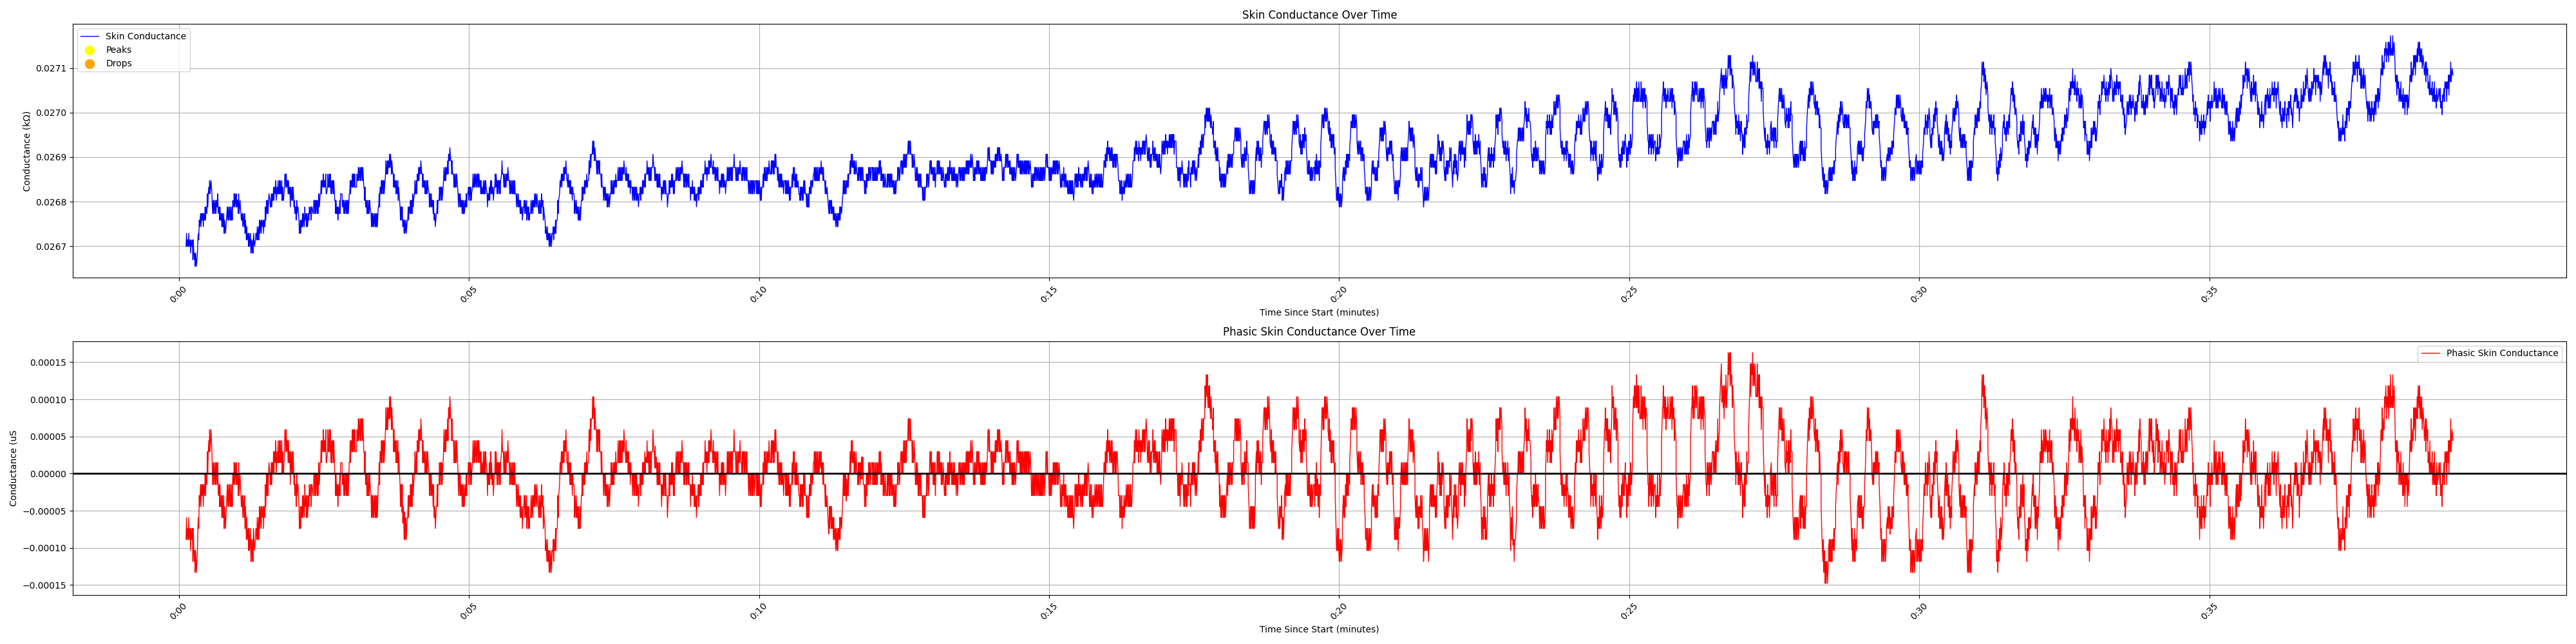 Skin Conductance Over Time
Skin Conductance
Peaks
Drops
Conductance (kΩ)
0.0271
0.0270
0.0269
0.0268
0.0267
0:00
0:05
0:10
0:15
0:20
0:25
0:30
0:35
Time Since Start (minutes)
Phasic Skin Conductance Over Time
Phasic Skin Conductance
Conductance (uS
0.00015
0.00010
0.00005
0.00000
−0.00005
−0.00010
−0.00015
0:00
0:05
0:10
0:15
0:20
0:25
0:30
0:35
Time Since Start (minutes)